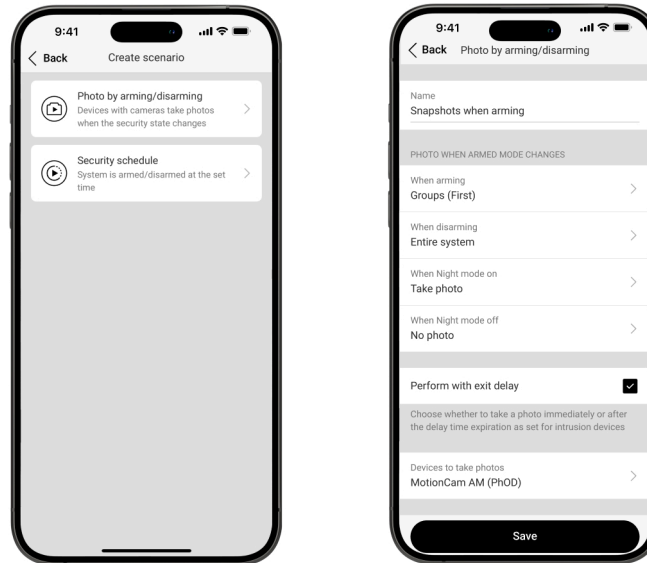 9:41
Back
Create scenario
Photo by arming/disarming
Devices with cameras take photos
when the security state changes
Security schedule
System is armed/disarmed at the set
time
9:41
Back
Photo by arming/disarming
Name
Snapshots when arming
PHOTO WHEN ARMED MODE CHANGES
When arming
Groups (First)
When disarming
Entire system
When Night mode on
Take photo
When Night mode off
No photo
Perform with exit delay
Choose whether to take a photo immediately or after
the delay time expiration as set for intrusion devices
Devices to take photos
MotionCam AM (PhOD)
Save